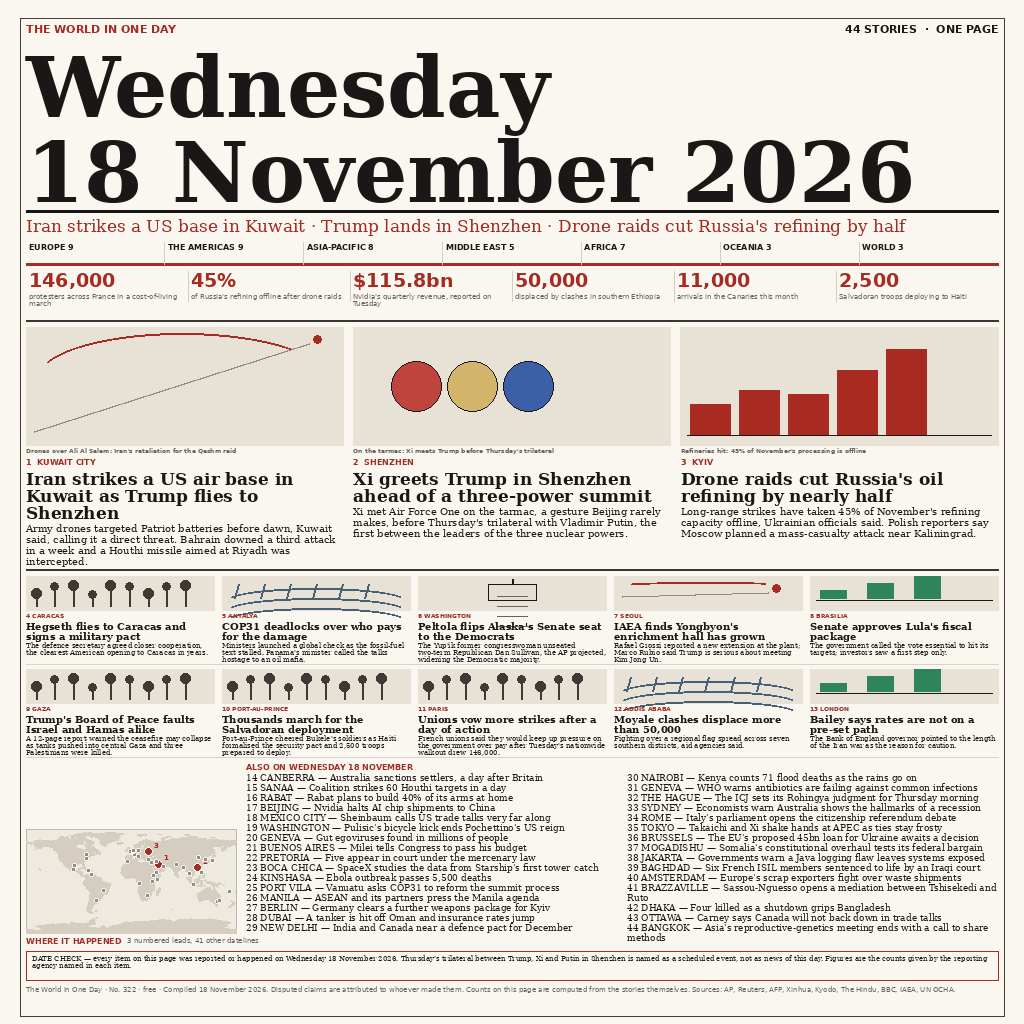 THE WORLD IN ONE DAY
44 STORIES · ONE PAGE
Wednesday
18 November 2026
Iran strikes a US base in Kuwait · Trump lands in Shenzhen · Drone raids cut Russia's refining by half
EUROPE 9
THE AMERICAS 9
ASIA-PACIFIC 8
MIDDLE EAST 5
AFRICA 7
OCEANIA 3
WORLD 3
146,000
protesters across France in a cost-of-living
march
45%
of Russia's refining offline after drone raids
$115.8bn
Nvidia's quarterly revenue, reported on
Tuesday
50,000
displaced by clashes in southern Ethiopia
11,000
arrivals in the Canaries this month
2,500
Salvadoran troops deploying to Haiti
Drones over Ali Al Salem: Iran's retaliation for the Qeshm raid
1 KUWAIT CITY
Iran strikes a US air base in
Kuwait as Trump flies to
Shenzhen
Army drones targeted Patriot batteries before dawn, Kuwait
said, calling it a direct threat. Bahrain downed a third attack
in a week and a Houthi missile aimed at Riyadh was
intercepted.
On the tarmac: Xi meets Trump before Thursday's trilateral
2 SHENZHEN
Xi greets Trump in Shenzhen
ahead of a three-power summit
Xi met Air Force One on the tarmac, a gesture Beijing rarely
makes, before Thursday's trilateral with Vladimir Putin, the
first between the leaders of the three nuclear powers.
Refineries hit: 45% of November's processing is offline
3 KYIV
Drone raids cut Russia's oil
refining by nearly half
Long-range strikes have taken 45% of November's refining
capacity offline, Ukrainian officials said. Polish reporters say
Moscow planned a mass-casualty attack near Kaliningrad.
4 CARACAS
Hegseth flies to Caracas and
signs a military pact
The defence secretary agreed closer cooperation,
the clearest American opening to Caracas in years.
5 ANTALYA
COP31 deadlocks over who pays
for the damage
Ministers launched a global check as the fossil-fuel
text stalled. Panama's minister called the talks
hostage to an oil mafia.
6 WASHINGTON
Peltola flips Alaska's Senate seat
to the Democrats
The Yup'ik former congresswoman unseated
two-term Republican Dan Sullivan, the AP projected,
widening the Democratic majority.
7 SEOUL
IAEA finds Yongbyon's
enrichment hall has grown
Rafael Grossi reported a new extension at the plant;
Marco Rubio said Trump is serious about meeting
Kim Jong Un.
8 BRASILIA
Senate approves Lula's fiscal
package
The government called the vote essential to hit its
targets; investors saw a first step only.
9 GAZA
Trump's Board of Peace faults
Israel and Hamas alike
A 12-page report warned the ceasefire may collapse
as tanks pushed into central Gaza and three
Palestinians were killed.
10 PORT-AU-PRINCE
Thousands march for the
Salvadoran deployment
Port-au-Prince cheered Bukele's soldiers as Haiti
formalised the security pact and 2,500 troops
prepared to deploy.
11 PARIS
Unions vow more strikes after a
day of action
French unions said they would keep up pressure on
the government over pay after Tuesday's nationwide
walkout drew 146,000.
12 ADDIS ABABA
Moyale clashes displace more
than 50,000
Fighting over a regional flag spread across seven
southern districts, aid agencies said.
13 LONDON
Bailey says rates are not on a
pre-set path
The Bank of England governor pointed to the length
of the Iran war as the reason for caution.
ALSO ON WEDNESDAY 18 NOVEMBER
14 CANBERRA — Australia sanctions settlers, a day after Britain
15 SANAA — Coalition strikes 60 Houthi targets in a day
16 RABAT — Rabat plans to build 40% of its arms at home
17 BEIJING — Nvidia halts AI chip shipments to China
18 MEXICO CITY — Sheinbaum calls US trade talks very far along
19 WASHINGTON — Pulisic's bicycle kick ends Pochettino's US reign
20 GENEVA — Gut egoviruses found in millions of people
21 BUENOS AIRES — Milei tells Congress to pass his budget
22 PRETORIA — Five appear in court under the mercenary law
23 BOCA CHICA — SpaceX studies the data from Starship's first tower catch
24 KINSHASA — Ebola outbreak passes 5,500 deaths
25 PORT VILA — Vanuatu asks COP31 to reform the summit process
26 MANILA — ASEAN and its partners press the Manila agenda
27 BERLIN — Germany clears a further weapons package for Kyiv
28 DUBAI — A tanker is hit off Oman and insurance rates jump
29 NEW DELHI — India and Canada near a defence pact for December
30 NAIROBI — Kenya counts 71 flood deaths as the rains go on
31 GENEVA — WHO warns antibiotics are failing against common infections
32 THE HAGUE — The ICJ sets its Rohingya judgment for Thursday morning
33 SYDNEY — Economists warn Australia shows the hallmarks of a recession
34 ROME — Italy's parliament opens the citizenship referendum debate
35 TOKYO — Takaichi and Xi shake hands at APEC as ties stay frosty
36 BRUSSELS — The EU's proposed 45bn loan for Ukraine awaits a decision
37 MOGADISHU — Somalia's constitutional overhaul tests its federal bargain
38 JAKARTA — Governments warn a Java logging flaw leaves systems exposed
39 BAGHDAD — Six French ISIL members sentenced to life by an Iraqi court
40 AMSTERDAM — Europe's scrap exporters fight over waste shipments
41 BRAZZAVILLE — Sassou-Nguesso opens a mediation between Tshisekedi and
Ruto
42 DHAKA — Four killed as a shutdown grips Bangladesh
43 OTTAWA — Carney says Canada will not back down in trade talks
44 BANGKOK — Asia's reproductive-genetics meeting ends with a call to share
methods
3
1
2
WHERE IT HAPPENED 3 numbered leads, 41 other datelines
DATE CHECK — every item on this page was reported or happened on Wednesday 18 November 2026. Thursday's trilateral between Trump, Xi and Putin in Shenzhen is named as a scheduled event, not as news of this day. Figures are the counts given by the reporting
agency named in each item.
The World In One Day · No. 322 · free · Compiled 18 November 2026. Disputed claims are attributed to whoever made them. Counts on this page are computed from the stories themselves. Sources: AP, Reuters, AFP, Xinhua, Kyodo, The Hindu, BBC, IAEA, UN OCHA.